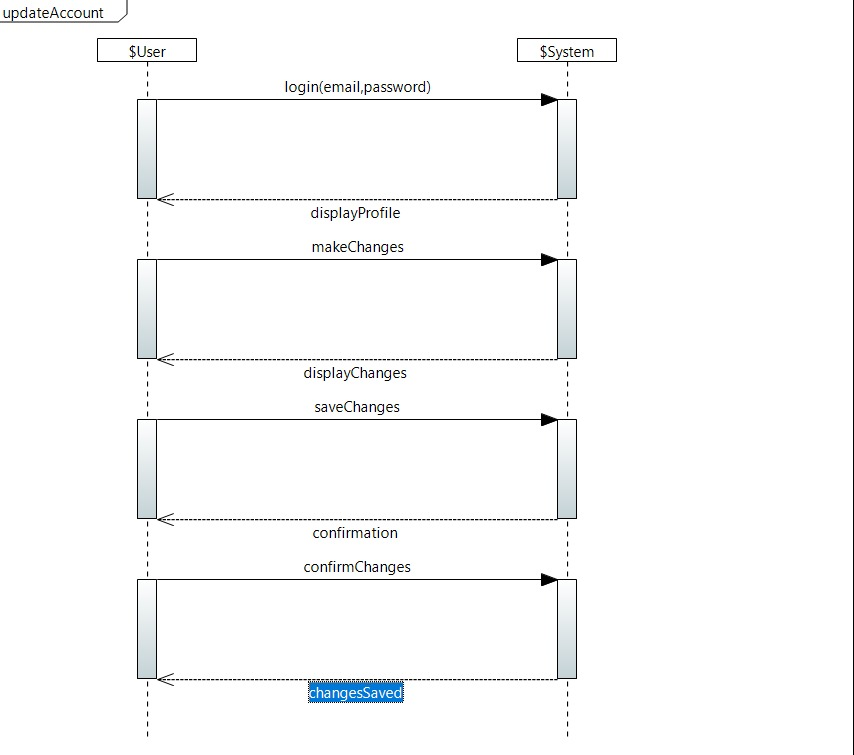 updateAccount
$User
$System
login(email,password)
displayProfile
makeChanges
displayChanges
saveChanges
confirmation
confirmChanges
changesSaved